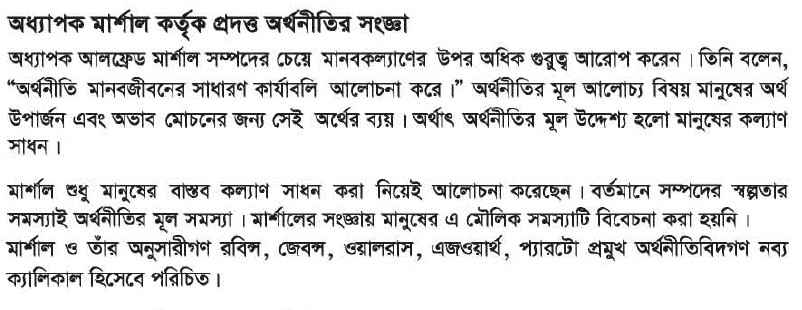 অধ্যাপক মার্শাল কর্তৃক প্রদত্ত অর্থনীতির সংজ্ঞা
অধ্যাপক আলফ্রেড মার্শাল সম্পদের চেয়ে মানবকল্যাণের উপর অধিক গুরুত্ব আরোপ করেন । তিনি বলেন,
“অর্থনীতি মানবজীবনের সাধারণ কার্যাবলি আলোচনা করে ।” অর্থনীতির মূল আলোচ্য বিষয় মানুষের অর্থ
উপার্জন এবং অভাব মোচনের জন্য সেই অর্থের ব্যয় । অর্থাৎ অর্থনীতির মূল উদ্দেশ্য হলো মানুষের কল্যাণ
সাধন ।
মার্শাল শুধু মানুষের বাস্তব কল্যাণ সাধন করা নিয়েই আলোচনা করেছেন । বর্তমানে সম্পদের স্বল্পতার
সমস্যাই অর্থনীতির মূল সমস্যা । মার্শালের সংজ্ঞায় মানুষের এ মৌলিক সমস্যাটি বিবেচনা করা হয়নি ।
মার্শাল ও তাঁর অনুসারীগণ রবিন্স, জেবন্স, ওয়ালরাস, এজওয়ার্থ, প্যারটো প্রমুখ অর্থনীতিবিদগণ নব্য
ক্যালিকাল হিসেবে পরিচিত ।